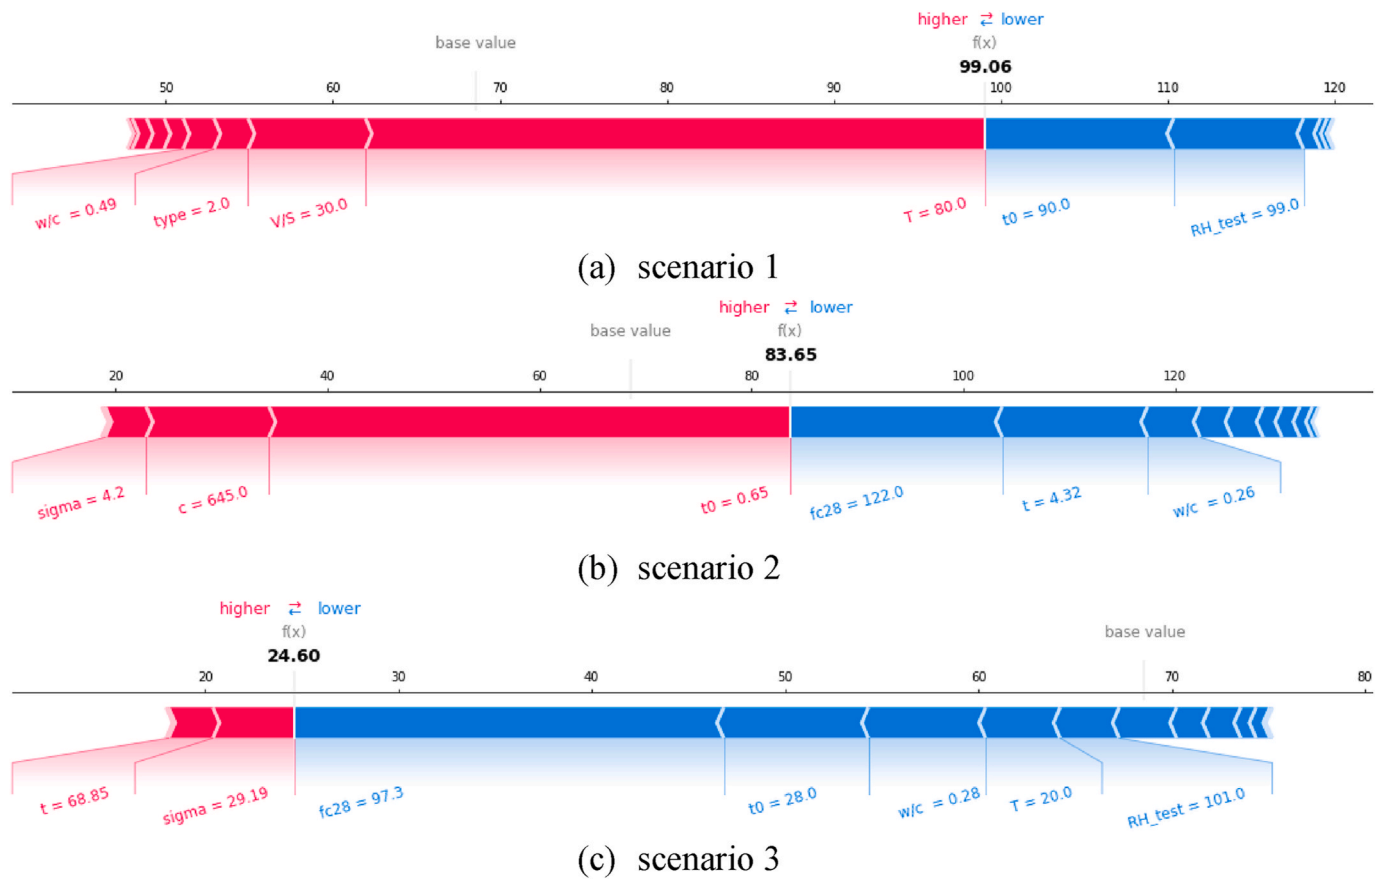 higher ⇄ lower
base value f(x)
99.06
50 60 70 80 90 100 110 120
w/c = 0.49 type = 2.0 V/S = 30.0 T = 80.0 t0 = 90.0 RH_test = 99.0
(a) scenario 1
higher ⇄ lower
base value f(x)
83.65
20 40 60 80 100 120
sigma = 4.2 c = 645.0 t0 = 0.65 fc28 = 122.0 t = 4.32 w/c = 0.26
(b) scenario 2
higher ⇄ lower
f(x) base value
24.60
20 30 40 50 60 70 80
t = 68.85 sigma = 29.19 fc28 = 97.3 t0 = 28.0 w/c = 0.28 T = 20.0 RH_test = 101.0
(c) scenario 3